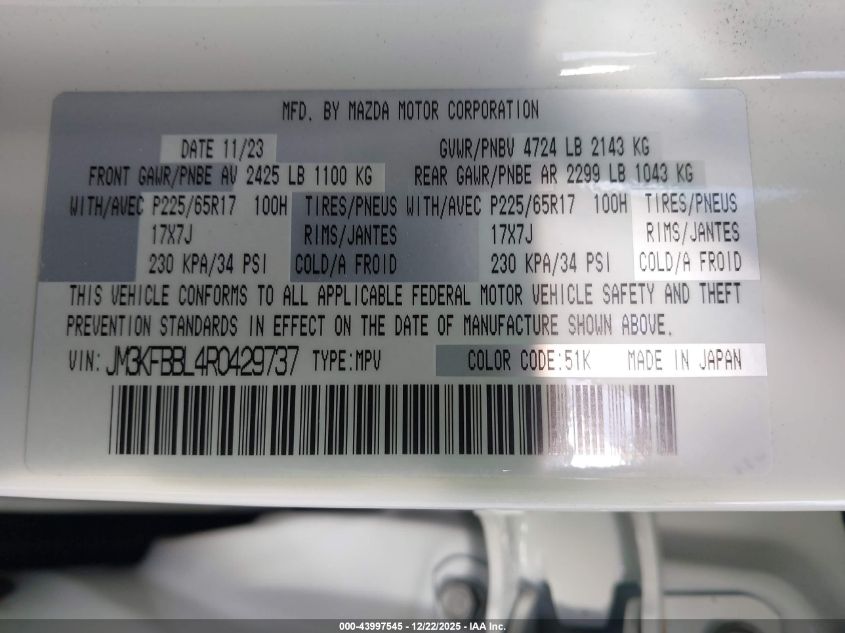 MFD. BY MAZDA MOTOR CORPORATION
DATE 11/23 GVWR/PNBV 4724 LB 2143 KG
FRONT GAWR/PNBE AV 2425 LB 1100 KG REAR GAWR/PNBE AR 2299 LB 1043 KG
WITH/AVEC P225/65R17 100H TIRES/PNEUS WITH/AVEC P225/65R17 100H TIRES/PNEUS
17X7J RIMS/JANTES 17X7J RIMS/JANTES
230 KPA/34 PSI COLD/A FROID 230 KPA/34 PSI COLD/A FROID
THIS VEHICLE CONFORMS TO ALL APPLICABLE FEDERAL MOTOR VEHICLE SAFETY AND THEFT
PREVENTION STANDARDS IN EFFECT ON THE DATE OF MANUFACTURE SHOWN ABOVE.
VIN: JM3KFBBL4R0429737 TYPE:MPV COLOR CODE:51K MADE IN JAPAN
000-43997545 - 12/22/2025 - IAA Inc.